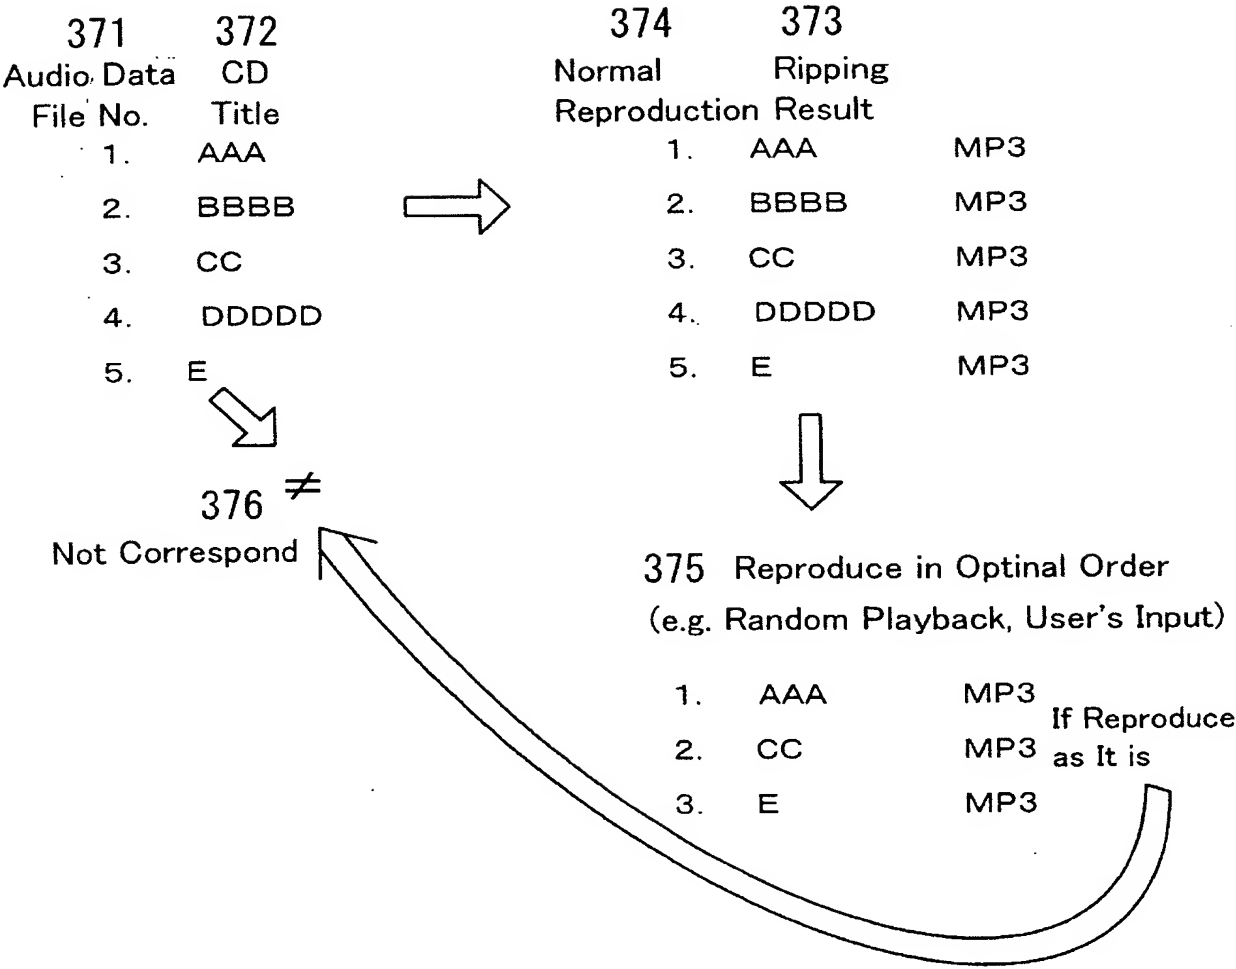 371 372
Audio Data CD
File No. Title
1. AAA
2. BBBB
3. CC
4. DDDDD
5. E
374 373
Normal Ripping
Reproduction Result
1. AAA MP3
2. BBBB MP3
3. CC MP3
4. DDDDD MP3
5. E MP3
376 ≠
Not Correspond
375 Reproduce in Optinal Order
(e.g. Random Playback, User's Input)
1. AAA MP3
2. CC MP3
3. E MP3
If Reproduce
as It is